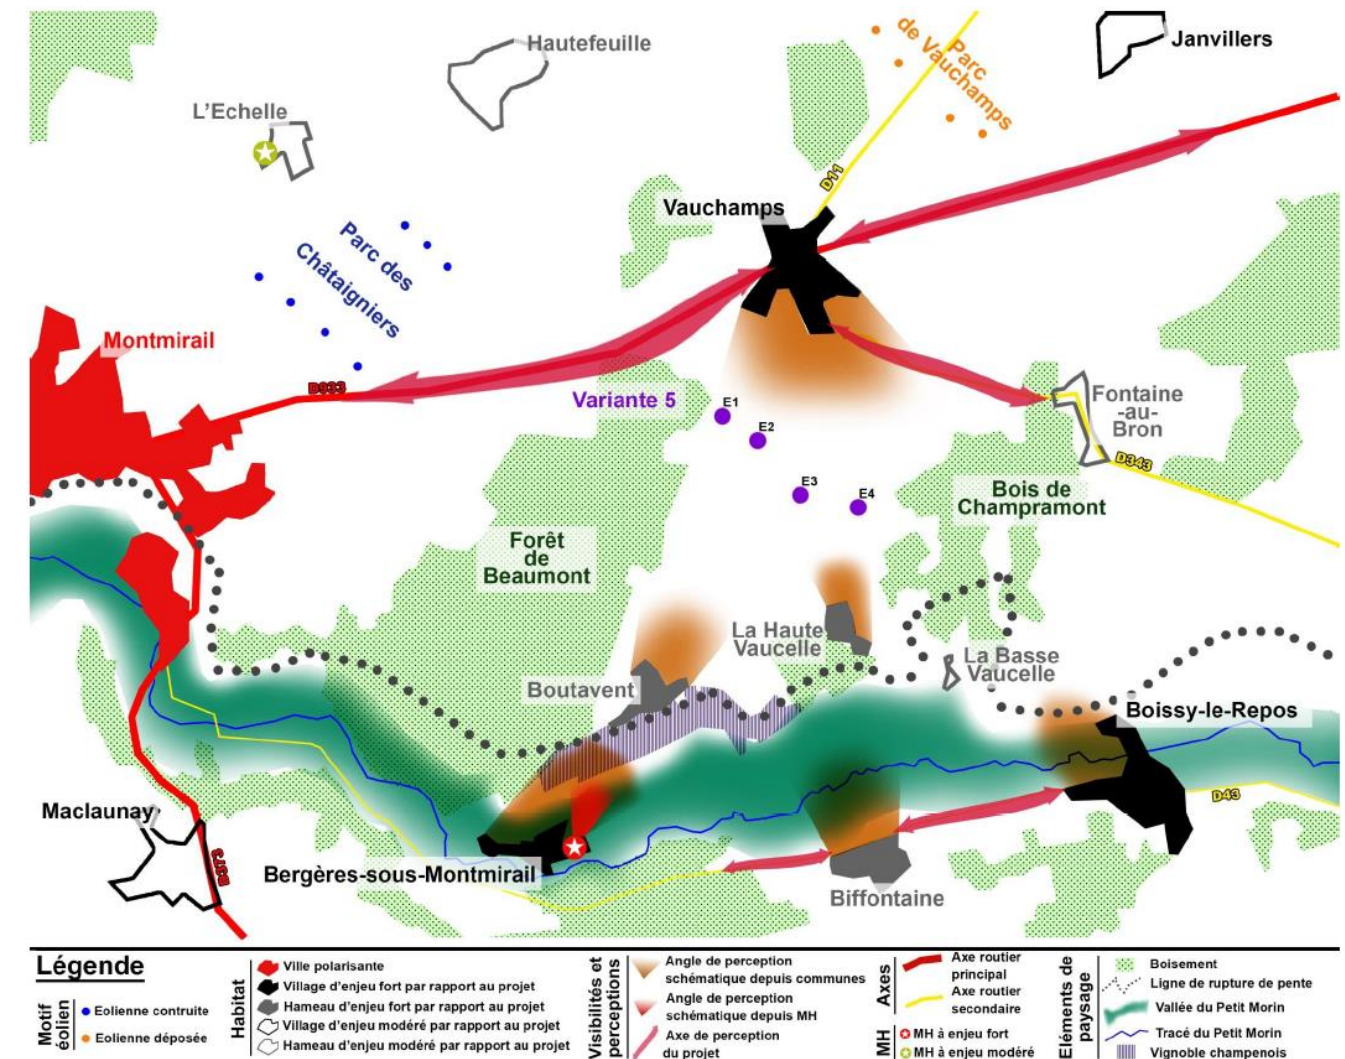 Hautefeuille
Janvillers
Parc
de Vauchamps
L'Echelle
D11
Vauchamps
Parc des
Châtaigniers
Montmirail
D933
Variante 5
E1
E2
E3
E4
Fontaine
-au-
Bron
D343
Bois de
Champramont
Forêt
de
Beaumont
La Haute
Vaucelle
La Basse
Vaucelle
Boutavent
Boissy-le-Repos
D43
Maclaunay
D373
Bergères-sous-Montmirail
Biffontaine
Légende
Motif
éolien
Eolienne contruite
Eolienne déposée
Habitat
Ville polarisante
Village d'enjeu fort par rapport au projet
Hameau d'enjeu fort par rapport au projet
Village d'enjeu modéré par rapport au projet
Hameau d'enjeu modéré par rapport au projet
Visibilités et
perceptions
Angle de perception
schématique depuis communes
Angle de perception
schématique depuis MH
Axe de perception
du projet
Axes
Axe routier
principal
Axe routier
secondaire
MH
MH à enjeu fort
MH à enjeu modéré
Eléments de
paysage
Boisement
Ligne de rupture de pente
Vallée du Petit Morin
Tracé du Petit Morin
Vignoble champenois